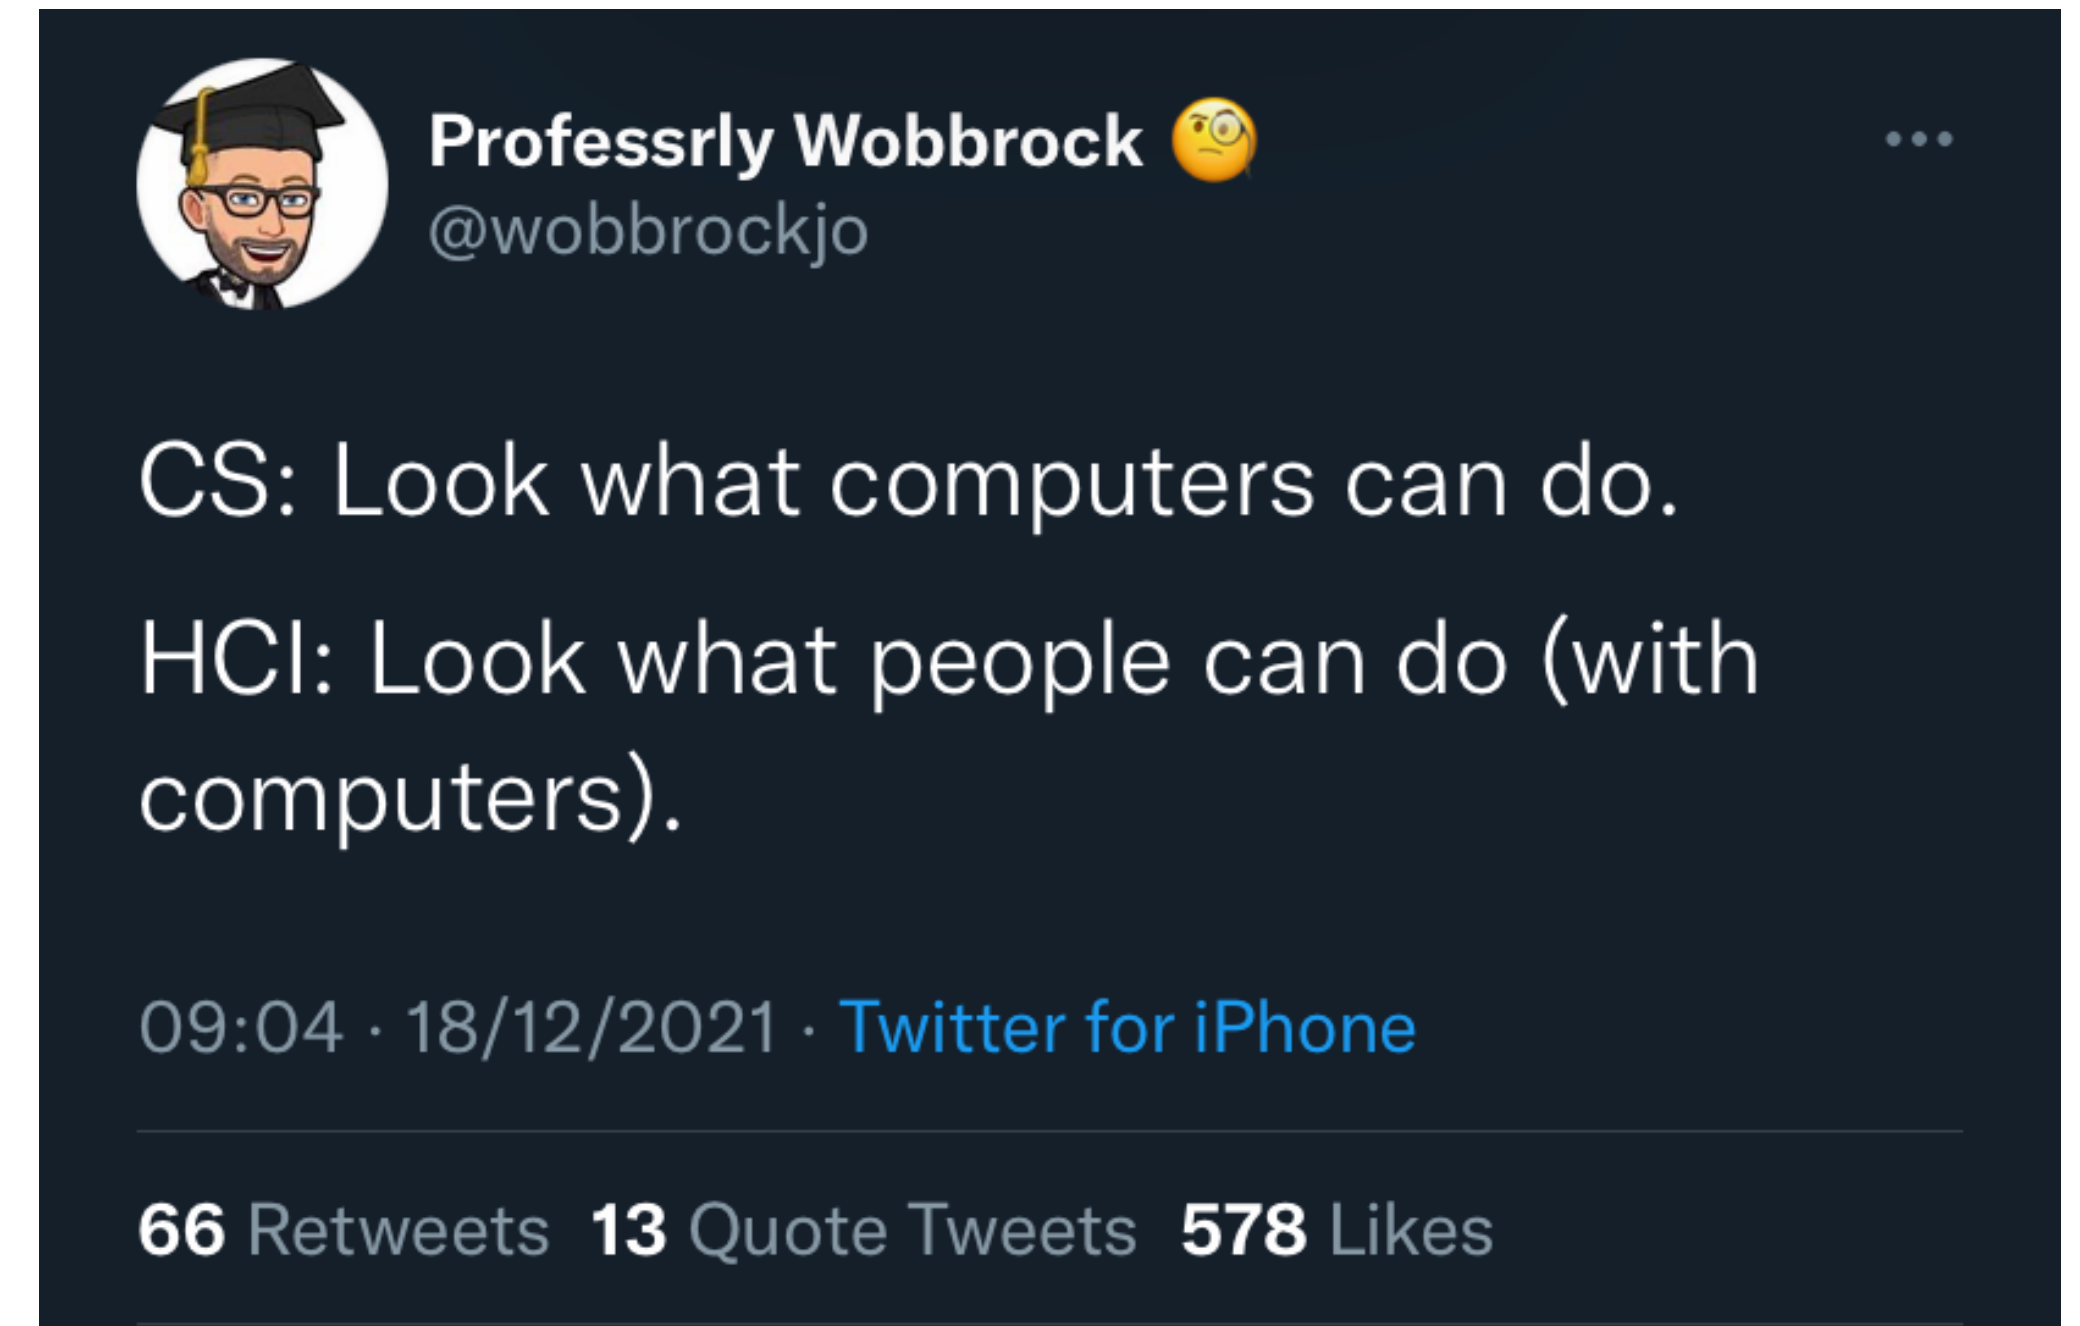 Professrly Wobbrock 🧐
@wobbrockjo
CS: Look what computers can do.
HCI: Look what people can do (with
computers).
09:04 · 18/12/2021 · Twitter for iPhone
66 Retweets 13 Quote Tweets 578 Likes